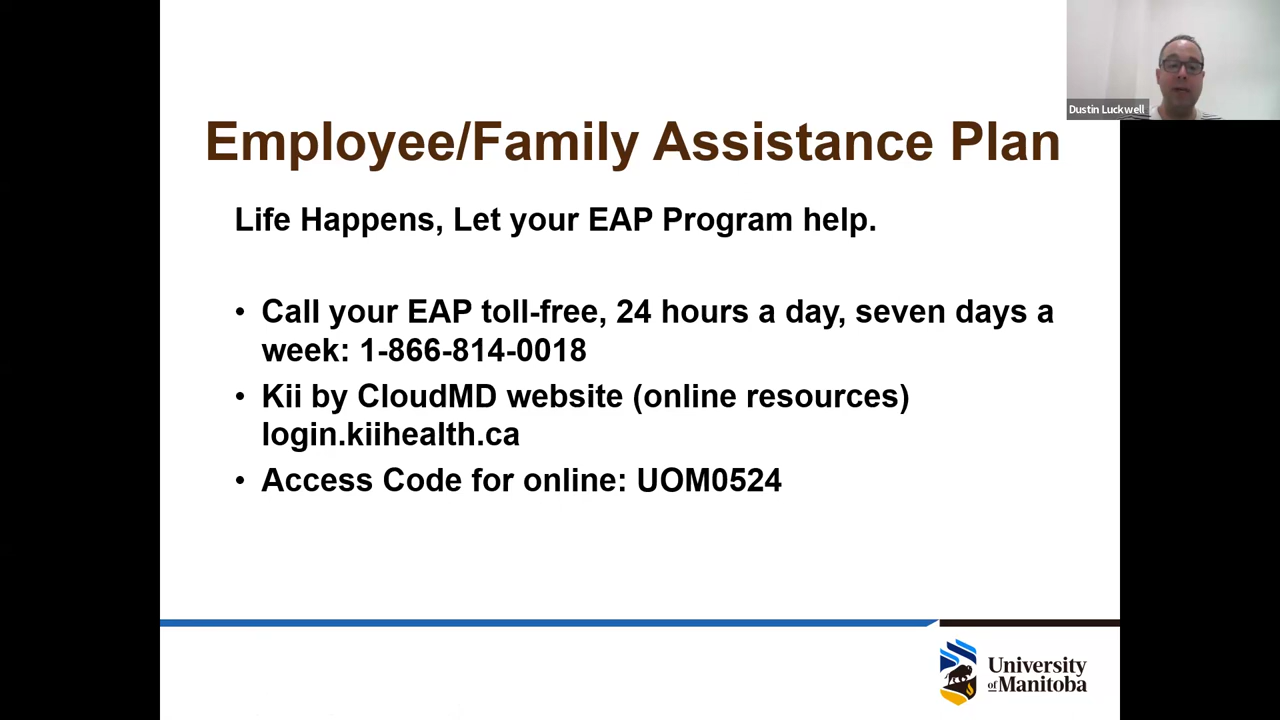 Dustin Luckwell
Employee/Family Assistance Plan
Life Happens, Let your EAP Program help.
• Call your EAP toll-free, 24 hours a day, seven days a
week: 1-866-814-0018
• Kii by CloudMD website (online resources)
login.kiihealth.ca
• Access Code for online: UOM0524
University
of Manitoba